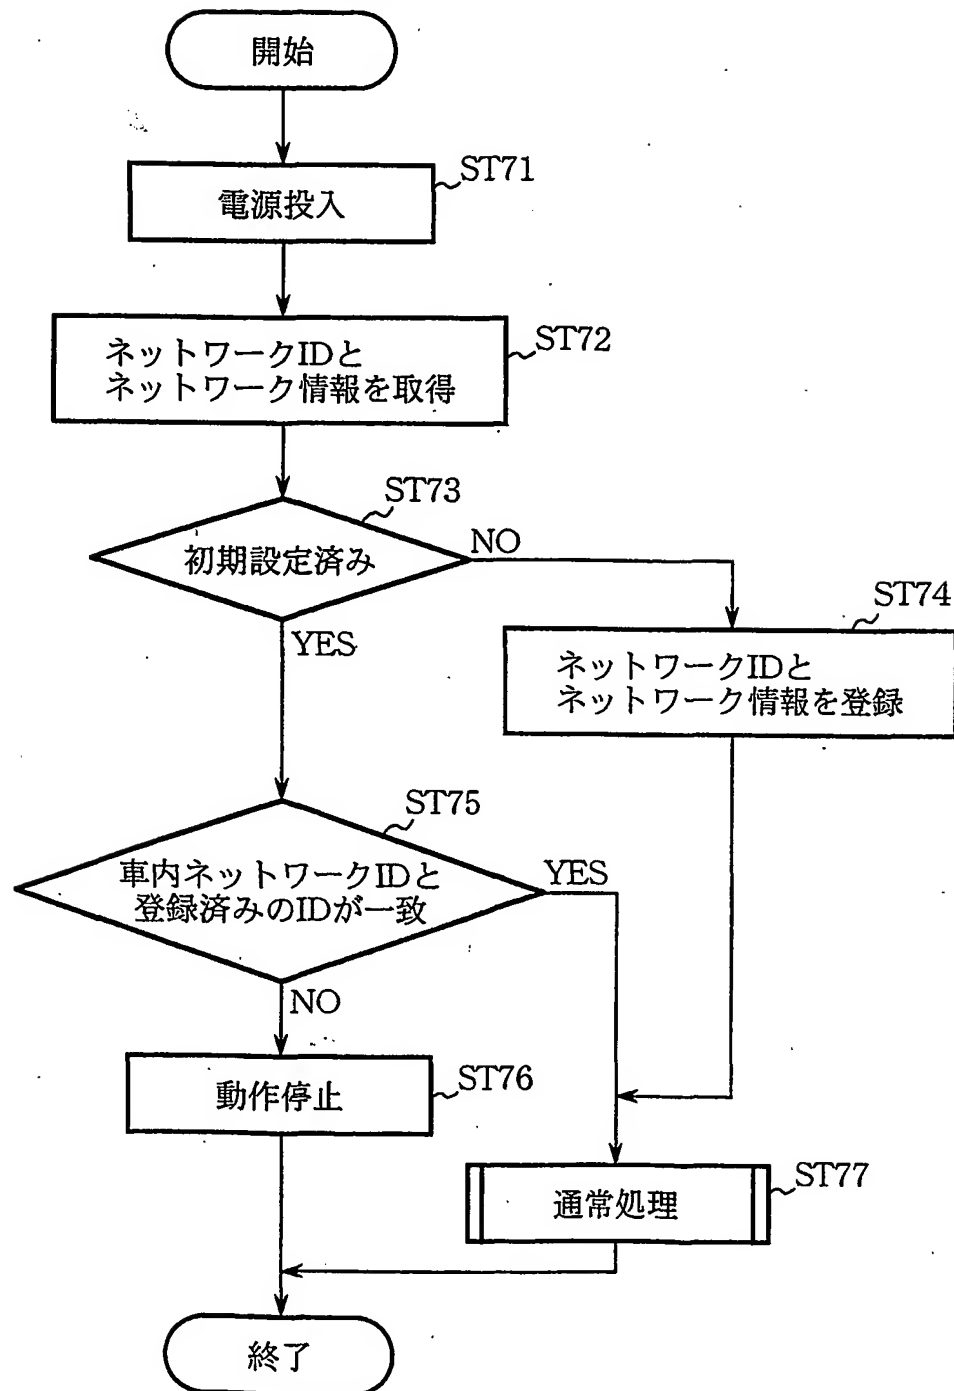 開始
ST71
電源投入
ST72
ネットワークIDと
ネットワーク情報を取得
ST73
初期設定済み
NO
YES
ST74
ネットワークIDと
ネットワーク情報を登録
ST75
車内ネットワークIDと
登録済みのIDが一致
YES
NO
ST76
動作停止
ST77
通常処理
終了